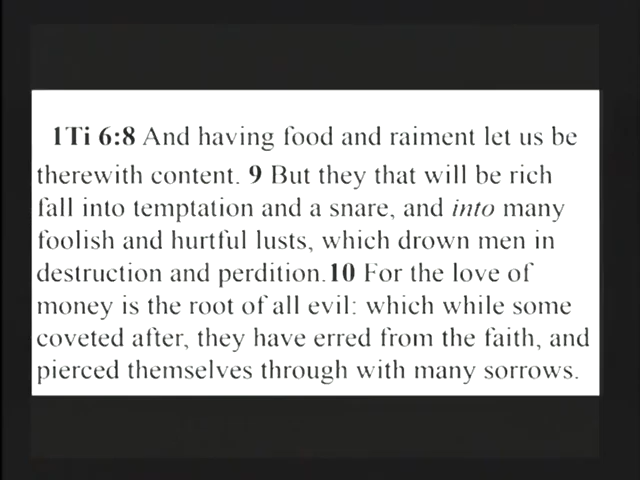 1Ti 6:8 And having food and raiment let us be
therewith content. 9 But they that will be rich
fall into temptation and a snare, and into many
foolish and hurtful lusts, which drown men in
destruction and perdition.10 For the love of
money is the root of all evil: which while some
coveted after, they have erred from the faith, and
pierced themselves through with many sorrows.